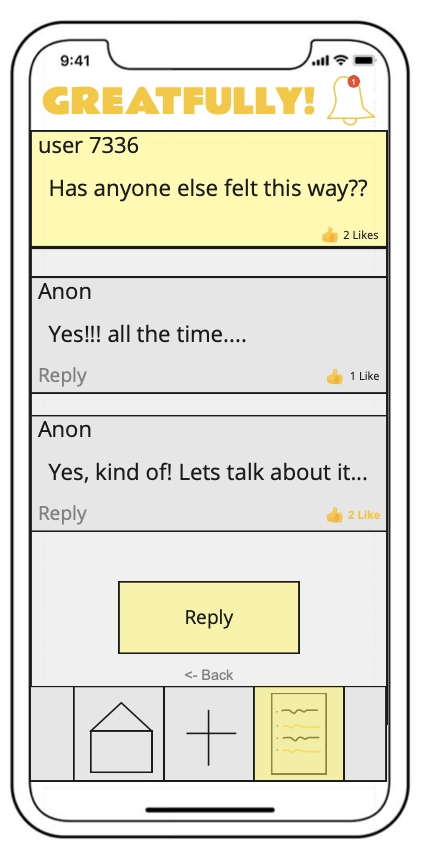 9:41
GREATFULLY!
1
user 7336
Has anyone else felt this way??
2 Likes
Anon
Yes!!! all the time....
Reply
1 Like
Anon
Yes, kind of! Lets talk about it...
Reply
2 Like
Reply
<- Back